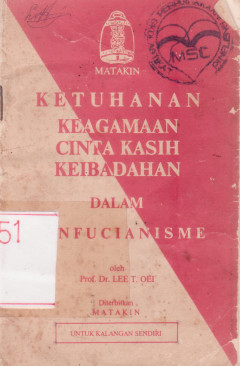 MATAKIN
MSC
KETUHANAN
KEAGAMAAN
CINTA KASIH
KEIBADAHAN
DALAM
51
NFUCIANISME
oleh
Prof. Dr. LEE T. OEI
Diterbitkan
MATAKIN
UNTUK KALANGAN SENDIRI